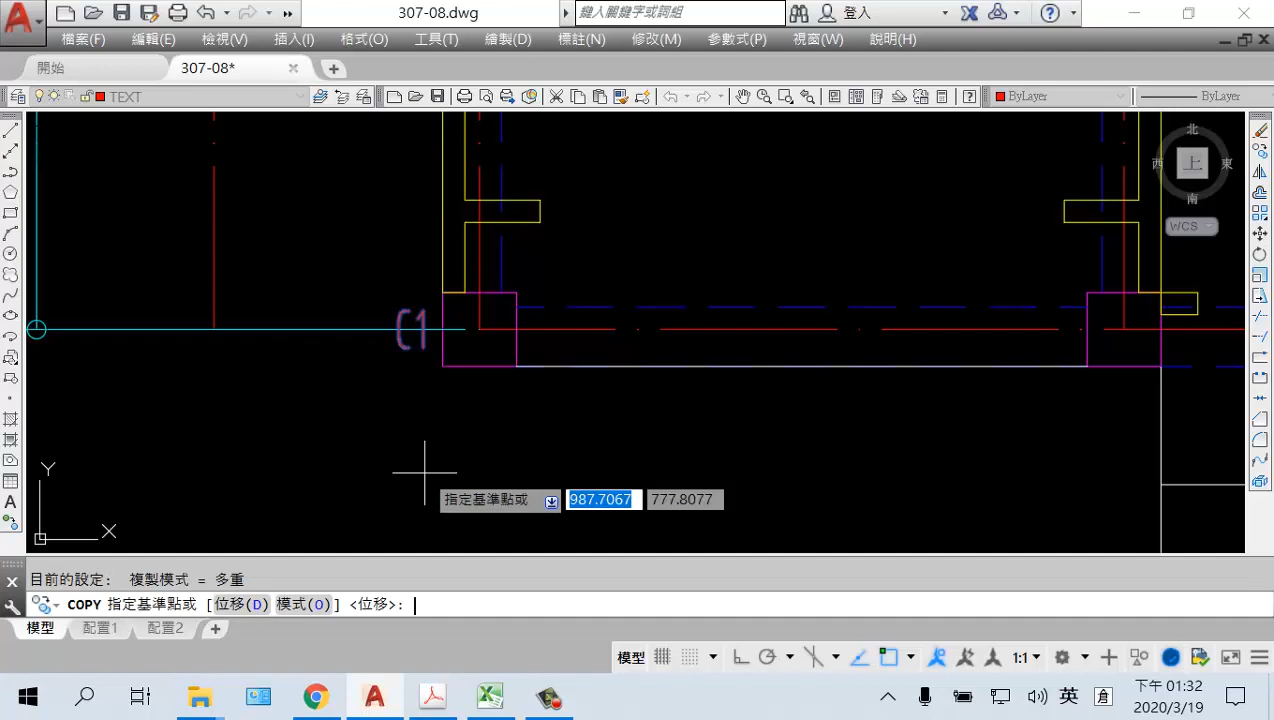 307-08.dwg
鍵入關鍵字或詞組
登入
檔案(F) 編輯(E) 檢視(V) 插入(I) 格式(O) 工具(T) 繪製(D) 標註(N) 修改(M) 參數式(P) 視窗(W) 說明(H)
開始
307-08*
TEXT
ByLayer
ByLayer
北
西
上
東
南
WCS
C1
指定基準點或
987.7067
777.8077
Y
X
目前的設定: 複製模式 = 多重
COPY 指定基準點或 [位移(D) 模式(O)] <位移>:
模型 配置1 配置2
模型
1:1
英
倉
下午 01:32
2020/3/19